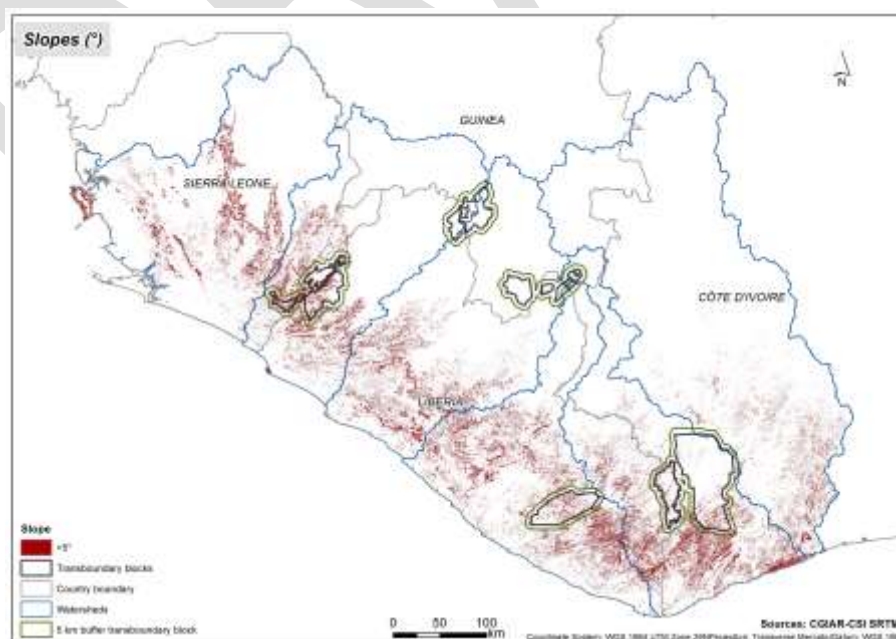 Slopes (°)
N
GUINEA
SIERRA LEONE
CÔTE D'IVOIRE
LIBERIA
Slope
Transboundary blocks
Country boundary
Watersheds
5 km buffer transboundary block
0 50 100
km
Sources: CGIAR-CSI SRTM